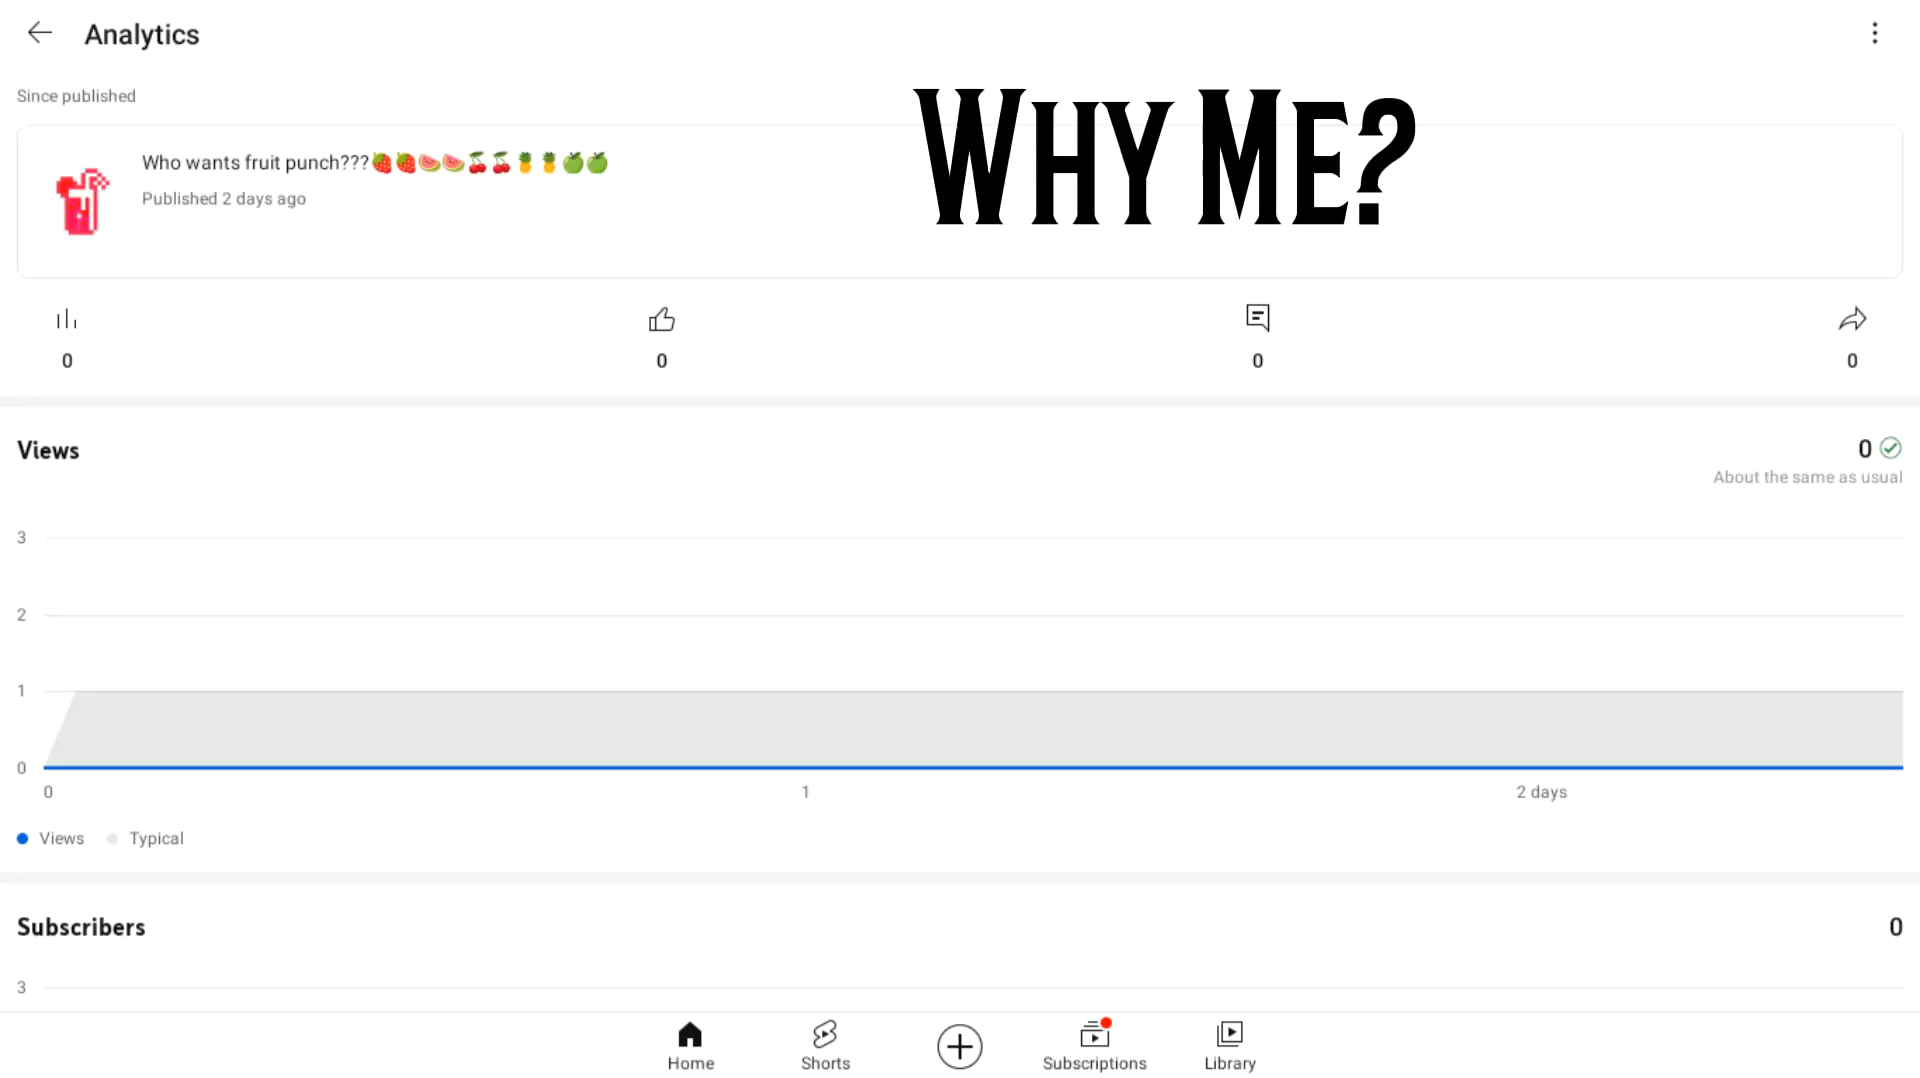 Analytics
Since published
Why Me?
Who wants fruit punch???🍓🍓🍉🍉🍒🍒🍍🍍🍏🍏
Published 2 days ago
0 0 0 0
Views 0
About the same as usual
3
2
1
0
0 1 2 days
Views Typical
Subscribers 0
3
Home Shorts Subscriptions Library